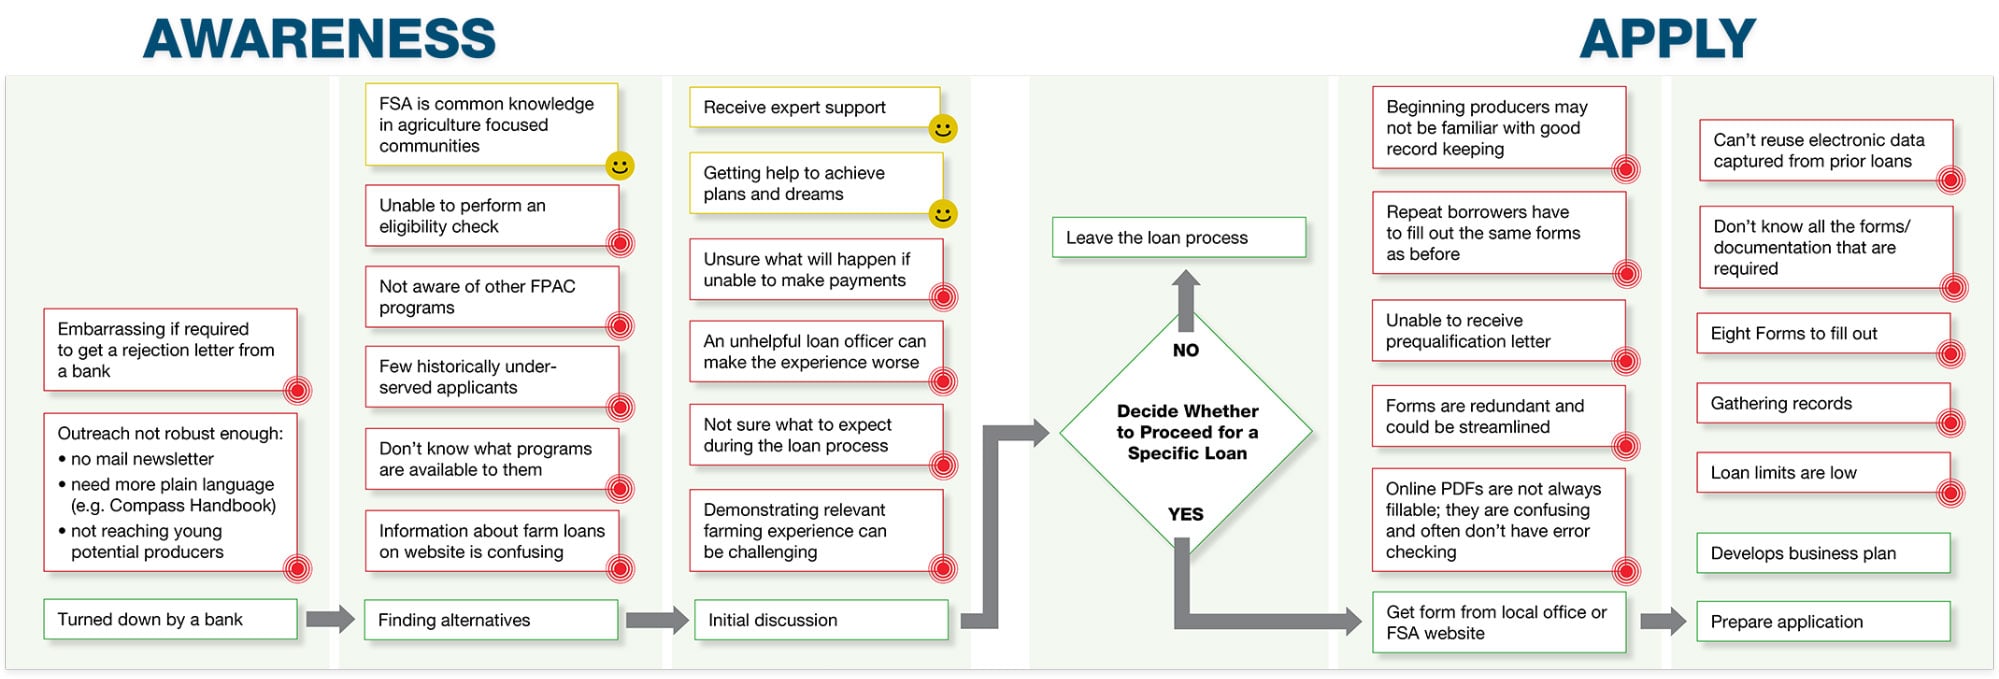 AWARENESS
APPLY
Embarrassing if required
to get a rejection letter from
a bank
Outreach not robust enough:
• no mail newsletter
• need more plain language
(e.g. Compass Handbook)
• not reaching young
potential producers
Turned down by a bank
FSA is common knowledge
in agriculture focused
communities
Unable to perform an
eligibility check
Not aware of other FPAC
programs
Few historically under-
served applicants
Don't know what programs
are available to them
Information about farm loans
on website is confusing
Finding alternatives
Receive expert support
Getting help to achieve
plans and dreams
Unsure what will happen if
unable to make payments
An unhelpful loan officer can
make the experience worse
Not sure what to expect
during the loan process
Demonstrating relevant
farming experience can
be challenging
Initial discussion
Leave the loan process
NO
Decide Whether
to Proceed for a
Specific Loan
YES
Beginning producers may
not be familiar with good
record keeping
Repeat borrowers have
to fill out the same forms
as before
Unable to receive
prequalification letter
Forms are redundant and
could be streamlined
Online PDFs are not always
fillable; they are confusing
and often don't have error
checking
Get form from local office or
FSA website
Can't reuse electronic data
captured from prior loans
Don't know all the forms/
documentation that are
required
Eight Forms to fill out
Gathering records
Loan limits are low
Develops business plan
Prepare application